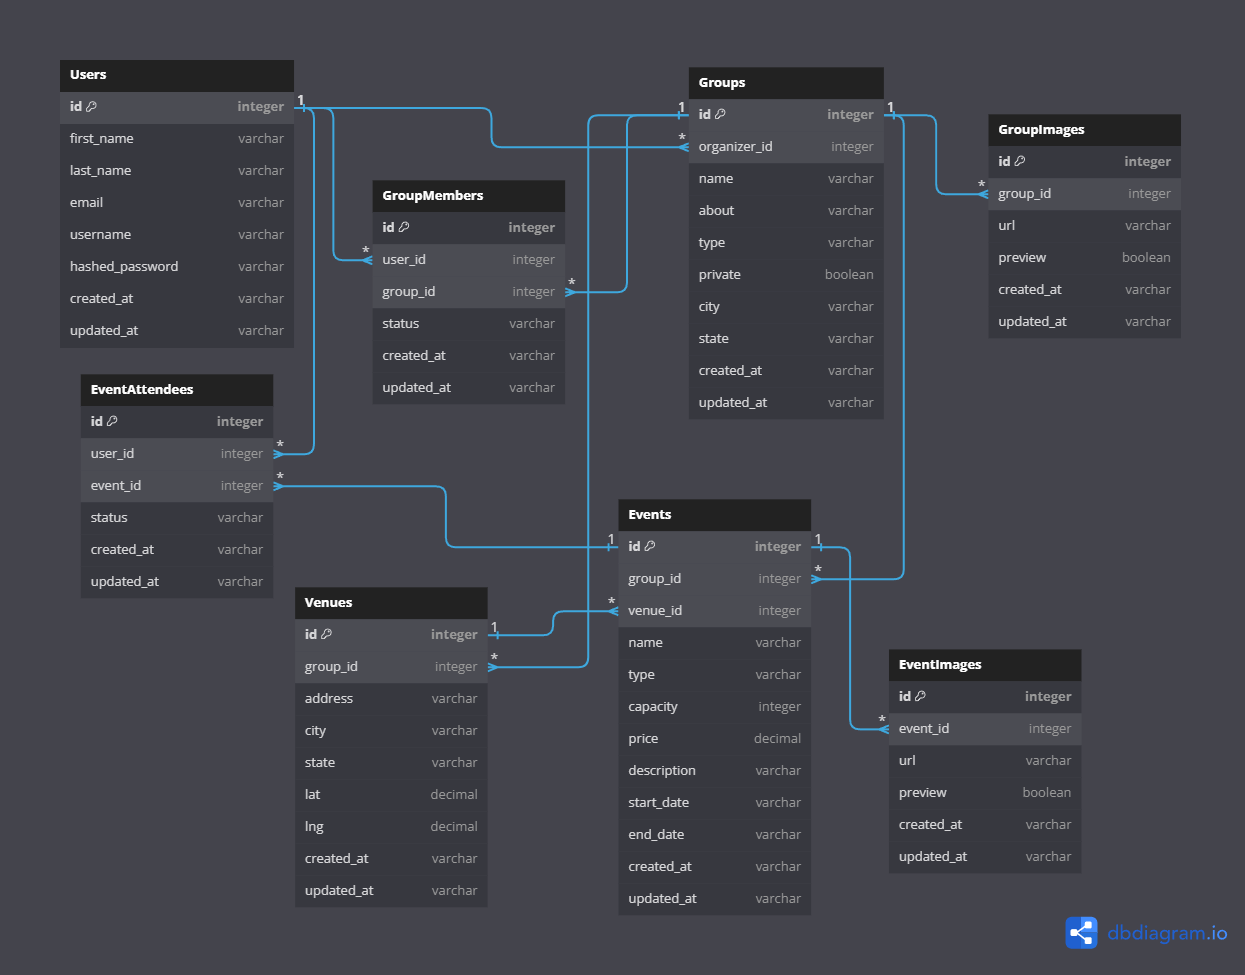 Users
id integer
first_name varchar
last_name varchar
email varchar
username varchar
hashed_password varchar
created_at varchar
updated_at varchar
1
GroupMembers
id integer
* user_id integer
group_id integer *
status varchar
created_at varchar
updated_at varchar
Groups
1 id integer 1
* organizer_id integer
name varchar
about varchar
type varchar
private boolean
city varchar
state varchar
created_at varchar
updated_at varchar
GroupImages
id integer
* group_id integer
url varchar
preview boolean
created_at varchar
updated_at varchar
EventAttendees
id integer
user_id integer *
event_id integer *
status varchar
created_at varchar
updated_at varchar
Venues
id integer 1
group_id integer *
address varchar
city varchar
state varchar
lat decimal
lng decimal
created_at varchar
updated_at varchar
Events
1 id integer 1
group_id integer *
* venue_id integer
name varchar
type varchar
capacity integer
price decimal
description varchar
start_date varchar
end_date varchar
created_at varchar
updated_at varchar
EventImages
id integer
* event_id integer
url varchar
preview boolean
created_at varchar
updated_at varchar
dbdiagram.io